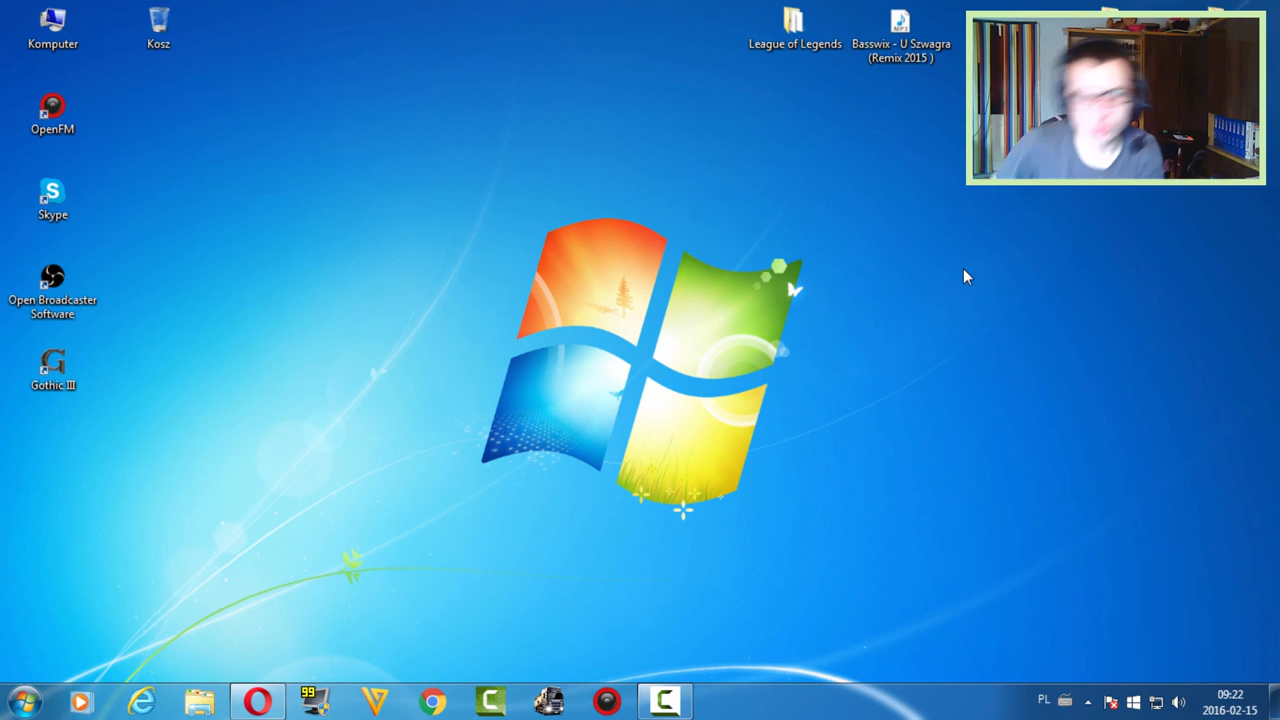 Komputer
Kosz
League of Legends
Basswix - U Szwagra
(Remix 2015 )
OpenFM
Skype
Open Broadcaster
Software
Gothic III
99
PL
09:22
2016-02-15